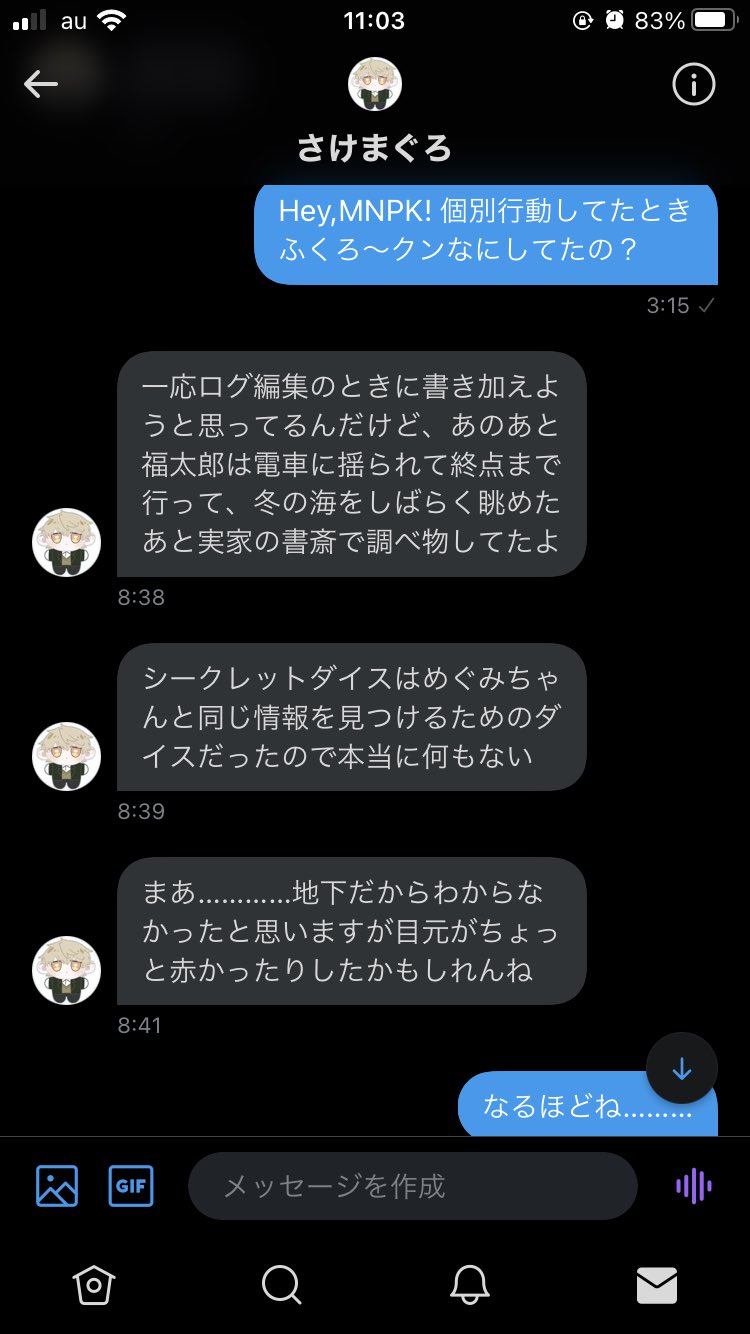 au 11:03 83%
さけまぐろ
Hey,MNPK! 個別行動してたとき
ふくろ〜クンなにしてたの？
3:15
一応ログ編集のときに書き加えよ
うと思ってるんだけど、あのあと
福太郎は電車に揺られて終点まで
行って、冬の海をしばらく眺めた
あと実家の書斎で調べ物してたよ
8:38
シークレットダイスはめぐみちゃ
んと同じ情報を見つけるためのダ
イスだったので本当に何もない
8:39
まあ…………地下だからわからな
かったと思いますが目元がちょっ
と赤かったりしたかもしれんね
8:41
なるほどね………
GIF メッセージを作成